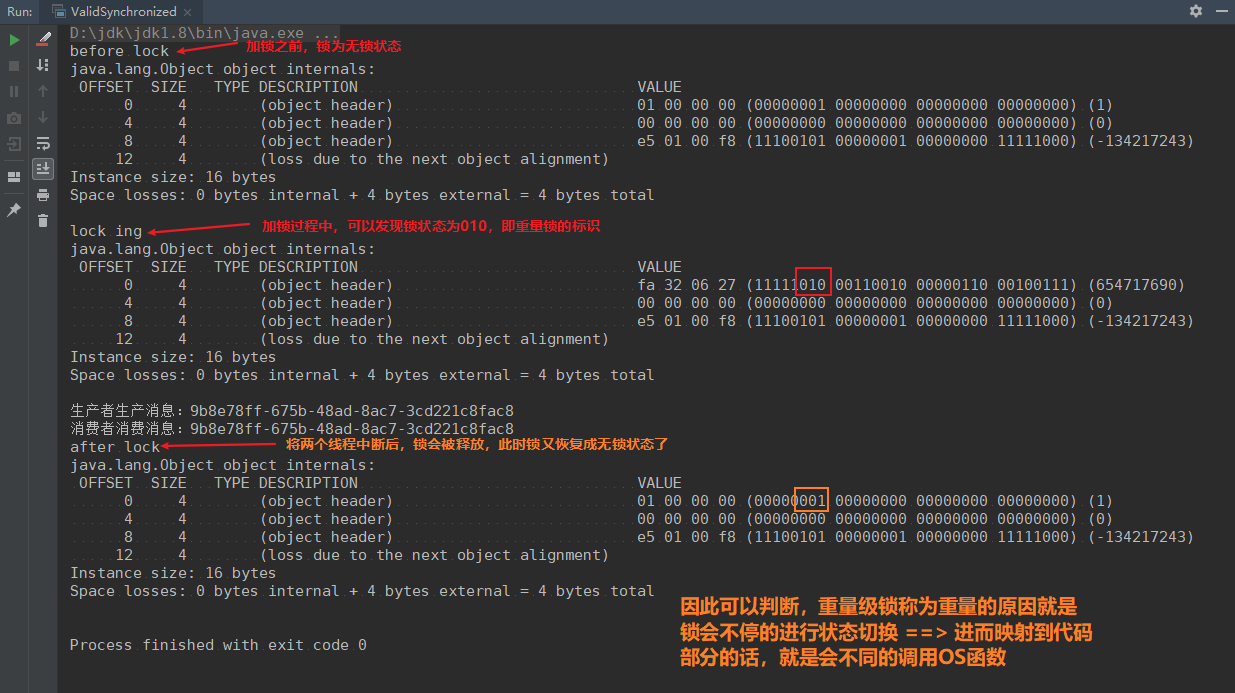 Run: ValidSynchronized ×
D:\jdk\jdk1.8\bin\java.exe ...
before lock 加锁之前，锁为无锁状态
java.lang.Object object internals:
OFFSET SIZE TYPE DESCRIPTION VALUE
0 4 (object header) 01 00 00 00 (00000001 00000000 00000000 00000000) (1)
4 4 (object header) 00 00 00 00 (00000000 00000000 00000000 00000000) (0)
8 4 (object header) e5 01 00 f8 (11100101 00000001 00000000 11111000) (-134217243)
12 4 (loss due to the next object alignment)
Instance size: 16 bytes
Space losses: 0 bytes internal + 4 bytes external = 4 bytes total
lock ing 加锁过程中，可以发现锁状态为010，即重量锁的标识
java.lang.Object object internals:
OFFSET SIZE TYPE DESCRIPTION VALUE
0 4 (object header) fa 32 06 27 (11111010 00110010 00000110 00100111) (654717690)
4 4 (object header) 00 00 00 00 (00000000 00000000 00000000 00000000) (0)
8 4 (object header) e5 01 00 f8 (11100101 00000001 00000000 11111000) (-134217243)
12 4 (loss due to the next object alignment)
Instance size: 16 bytes
Space losses: 0 bytes internal + 4 bytes external = 4 bytes total
生产者生产消息：9b8e78ff-675b-48ad-8ac7-3cd221c8fac8
消费者消费消息：9b8e78ff-675b-48ad-8ac7-3cd221c8fac8
after lock 将两个线程中断后，锁会被释放，此时锁又恢复成无锁状态了
java.lang.Object object internals:
OFFSET SIZE TYPE DESCRIPTION VALUE
0 4 (object header) 01 00 00 00 (00000001 00000000 00000000 00000000) (1)
4 4 (object header) 00 00 00 00 (00000000 00000000 00000000 00000000) (0)
8 4 (object header) e5 01 00 f8 (11100101 00000001 00000000 11111000) (-134217243)
12 4 (loss due to the next object alignment)
Instance size: 16 bytes
Space losses: 0 bytes internal + 4 bytes external = 4 bytes total
因此可以判断，重量级锁称为重量的原因就是
锁会不停的进行状态切换 ==> 进而映射到代码
部分的话，就是会不同的调用OS函数
Process finished with exit code 0